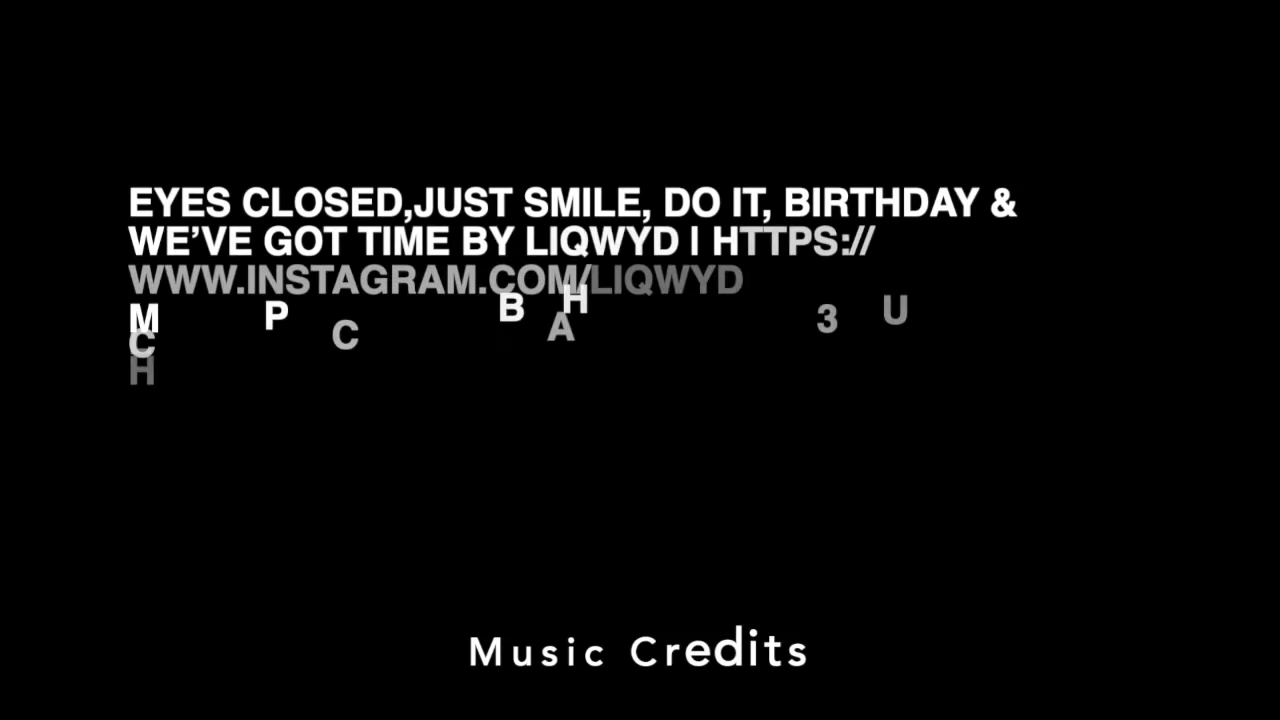 EYES CLOSED,JUST SMILE, DO IT, BIRTHDAY &
WE’VE GOT TIME BY LIQWYD I HTTPS://
WWW.INSTAGRAM.COM/LIQWYD
M P C B H A 3 U
C
H
Music Credits